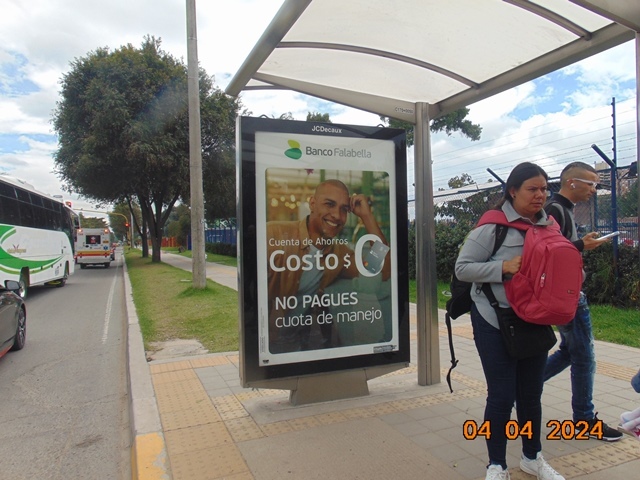 JCDecaux
Banco Falabella
Cuenta de Ahorros
Costo $0
NO PAGUES
cuota de manejo
04 04 2024